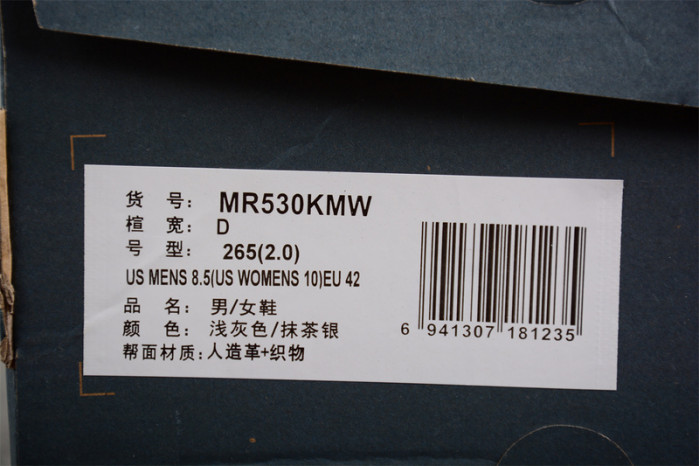 货 号: MR530KMW
楦 宽: D
号 型: 265(2.0)
US MENS 8.5(US WOMENS 10)EU 42
品 名: 男/女鞋
颜 色: 浅灰色/抹茶银
帮面材质: 人造革+织物
6 941307 181235